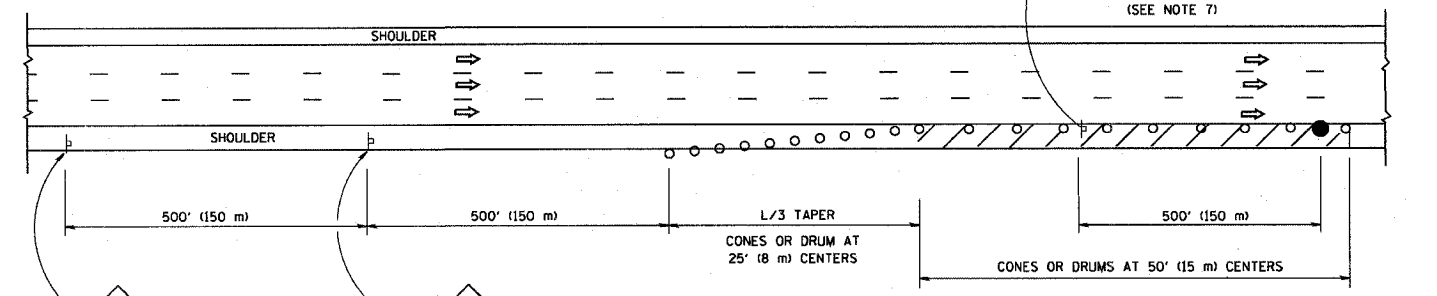 (SEE NOTE 7)
SHOULDER
SHOULDER
500' (150 m)
500' (150 m)
L/3 TAPER
500' (150 m)
CONES OR DRUM AT
25' (8 m) CENTERS
CONES OR DRUMS AT 50' (15 m) CENTERS